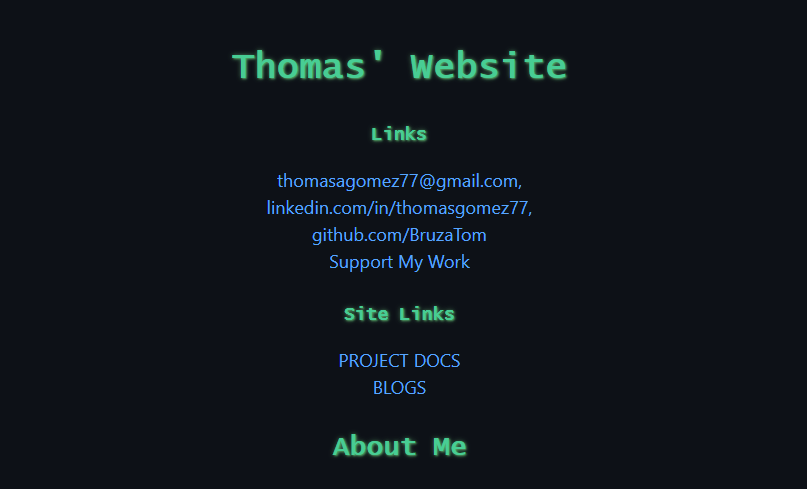 Thomas' Website
Links
thomasagomez77@gmail.com,
linkedin.com/in/thomasgomez77,
github.com/BruzaTom
Support My Work
Site Links
PROJECT DOCS
BLOGS
About Me